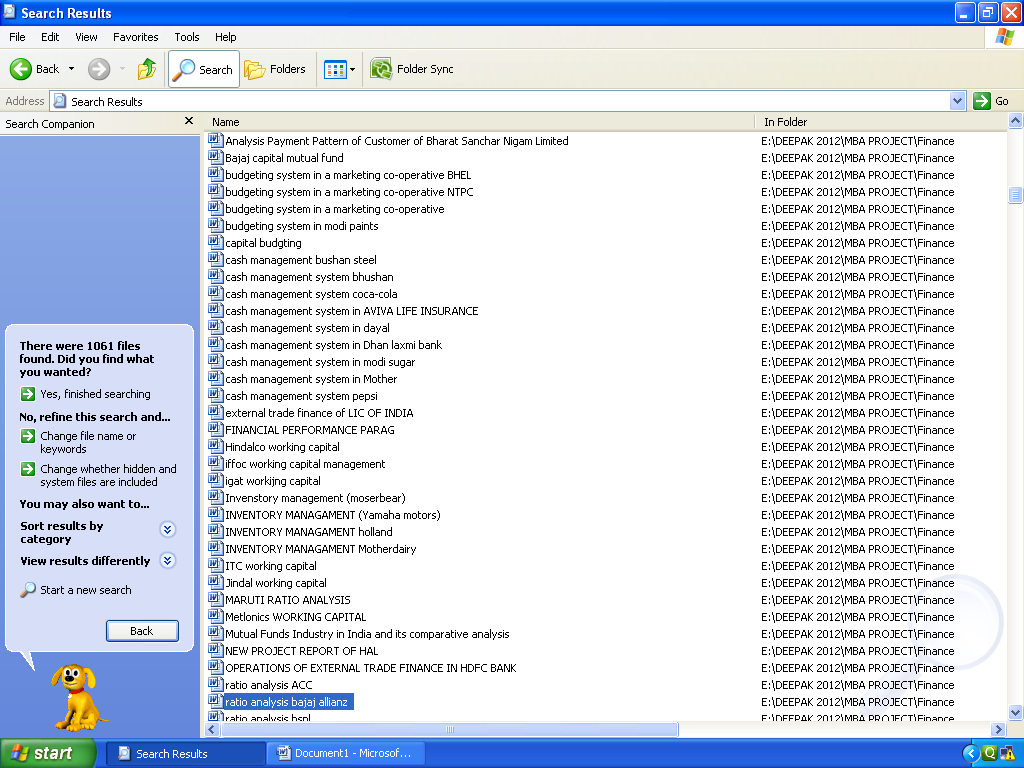 Search Results
File Edit View Favorites Tools Help
Back Search Folders Folder Sync
Address Search Results Go
Search Companion
Name In Folder
Analysis Payment Pattern of Customer of Bharat Sanchar Nigam Limited E:\DEEPAK 2012\MBA PROJECT\Finance
Bajaj capital mutual fund E:\DEEPAK 2012\MBA PROJECT\Finance
budgeting system in a marketing co-operative BHEL E:\DEEPAK 2012\MBA PROJECT\Finance
budgeting system in a marketing co-operative NTPC E:\DEEPAK 2012\MBA PROJECT\Finance
budgeting system in a marketing co-operative E:\DEEPAK 2012\MBA PROJECT\Finance
budgeting system in modi paints E:\DEEPAK 2012\MBA PROJECT\Finance
capital budgting E:\DEEPAK 2012\MBA PROJECT\Finance
cash management bushan steel E:\DEEPAK 2012\MBA PROJECT\Finance
cash management system bhushan E:\DEEPAK 2012\MBA PROJECT\Finance
cash management system coca-cola E:\DEEPAK 2012\MBA PROJECT\Finance
cash management system in AVIVA LIFE INSURANCE E:\DEEPAK 2012\MBA PROJECT\Finance
cash management system in dayal E:\DEEPAK 2012\MBA PROJECT\Finance
cash management system in Dhan laxmi bank E:\DEEPAK 2012\MBA PROJECT\Finance
cash management system in modi sugar E:\DEEPAK 2012\MBA PROJECT\Finance
cash management system in Mother E:\DEEPAK 2012\MBA PROJECT\Finance
cash management system pepsi E:\DEEPAK 2012\MBA PROJECT\Finance
external trade finance of LIC OF INDIA E:\DEEPAK 2012\MBA PROJECT\Finance
FINANCIAL PERFORMANCE PARAG E:\DEEPAK 2012\MBA PROJECT\Finance
Hindalco working capital E:\DEEPAK 2012\MBA PROJECT\Finance
iffoc working capital management E:\DEEPAK 2012\MBA PROJECT\Finance
igat workijng capital E:\DEEPAK 2012\MBA PROJECT\Finance
Invenstory management (moserbear) E:\DEEPAK 2012\MBA PROJECT\Finance
INVENTORY MANAGAMENT (Yamaha motors) E:\DEEPAK 2012\MBA PROJECT\Finance
INVENTORY MANAGAMENT holland E:\DEEPAK 2012\MBA PROJECT\Finance
INVENTORY MANAGAMENT Motherdairy E:\DEEPAK 2012\MBA PROJECT\Finance
ITC working capital E:\DEEPAK 2012\MBA PROJECT\Finance
Jindal working capital E:\DEEPAK 2012\MBA PROJECT\Finance
MARUTI RATIO ANALYSIS E:\DEEPAK 2012\MBA PROJECT\Finance
Metlonics WORKING CAPITAL E:\DEEPAK 2012\MBA PROJECT\Finance
Mutual Funds Industry in India and its comparative analysis E:\DEEPAK 2012\MBA PROJECT\Finance
NEW PROJECT REPORT OF HAL E:\DEEPAK 2012\MBA PROJECT\Finance
OPERATIONS OF EXTERNAL TRADE FINANCE IN HDFC BANK E:\DEEPAK 2012\MBA PROJECT\Finance
ratio analysis ACC E:\DEEPAK 2012\MBA PROJECT\Finance
ratio analysis bajaj allianz E:\DEEPAK 2012\MBA PROJECT\Finance
ratio analysis bsnl E:\DEEPAK 2012\MBA PROJECT\Finance
There were 1061 files
found. Did you find what
you wanted?
Yes, finished searching
No, refine this search and...
Change file name or
keywords
Change whether hidden and
system files are included
You may also want to...
Sort results by
category
View results differently
Start a new search
Back
start Search Results Document1 - Microsof...